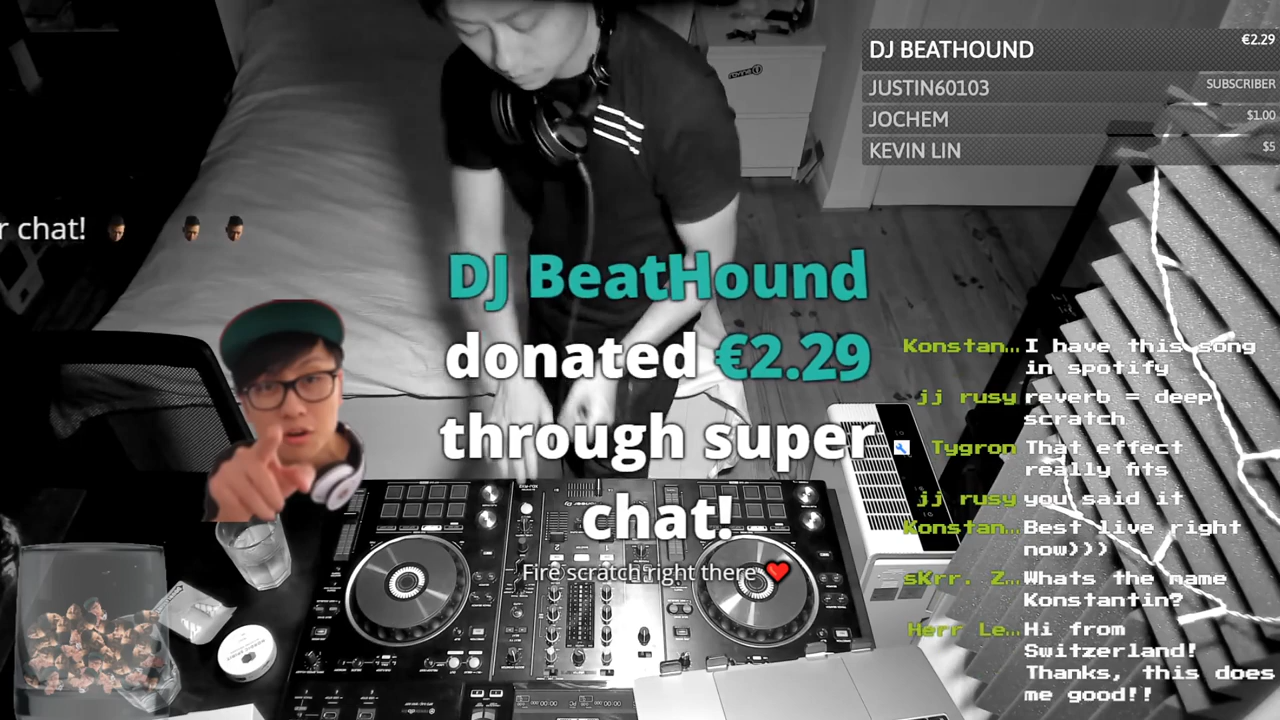 DJ BEATHOUND €2.29
JUSTIN60103 SUBSCRIBER
JOCHEM $1.00
KEVIN LIN $5
r chat!
DJ BeatHound
donated €2.29
through super
chat!
Fire scratch right there ❤
Konstan... I have this song
in spotify
jj rusy reverb = deep
scratch
Tygron That effect
really fits
jj rusy you said it
Konstan... Best live right
now)))
sKrr. Z... Whats the name
Konstantin?
Herr Le... Hi from
Switzerland!
Thanks, this does
me good!!